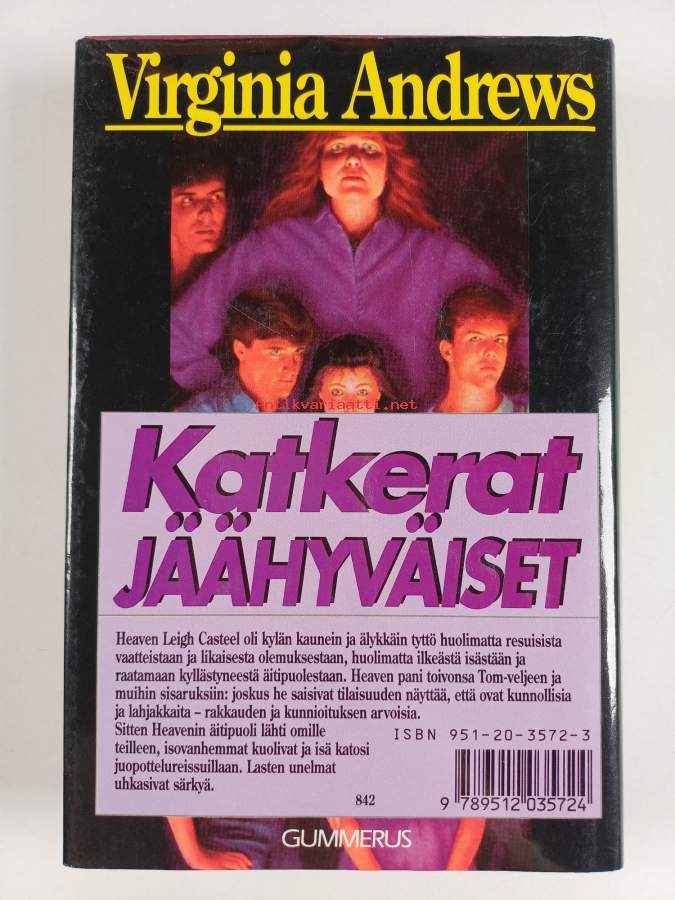 Virginia Andrews
antikvariaatti.net
Katkerat
JÄÄHYVÄISET
Heaven Leigh Casteel oli kylän kaunein ja älykkäin tyttö huolimatta resuisista
vaatteistaan ja likaisesta olemuksestaan, huolimatta ilkeästä isästään ja
raatamaan kyllästyneestä äitipuolestaan. Heaven pani toivonsa Tom-veljeen ja
muihin sisaruksiin: joskus he saisivat tilaisuuden näyttää, että ovat kunnollisia
ja lahjakkaita – rakkauden ja kunnioituksen arvoisia.
Sitten Heavenin äitipuoli lähti omille
teilleen, isovanhemmat kuolivat ja isä katosi
juopottelureissuillaan. Lasten unelmat
uhkasivat särkyä.
ISBN 951-20-3572-3
842
9 789512 035724
GUMMERUS